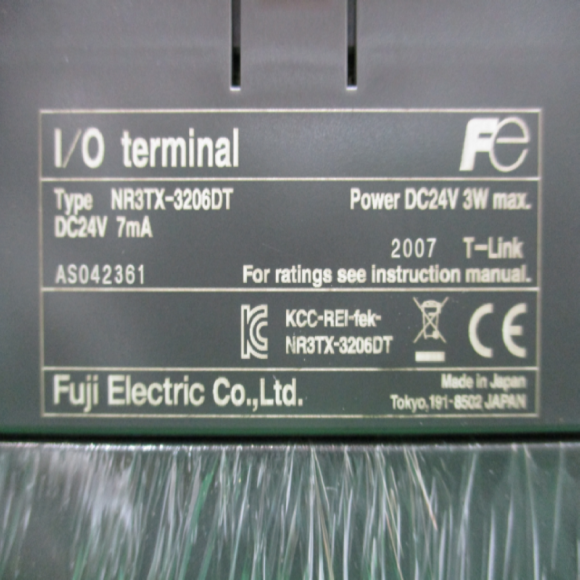 I/O terminal Fe
Type NR3TX-3206DT Power DC24V 3W max.
DC24V 7mA
2007 T-Link
AS042361 For ratings see instruction manual.
KCC-REI-fek-
NR3TX-3206DT CE
Fuji Electric Co.,Ltd. Made in Japan
Tokyo,191-8502 JAPAN